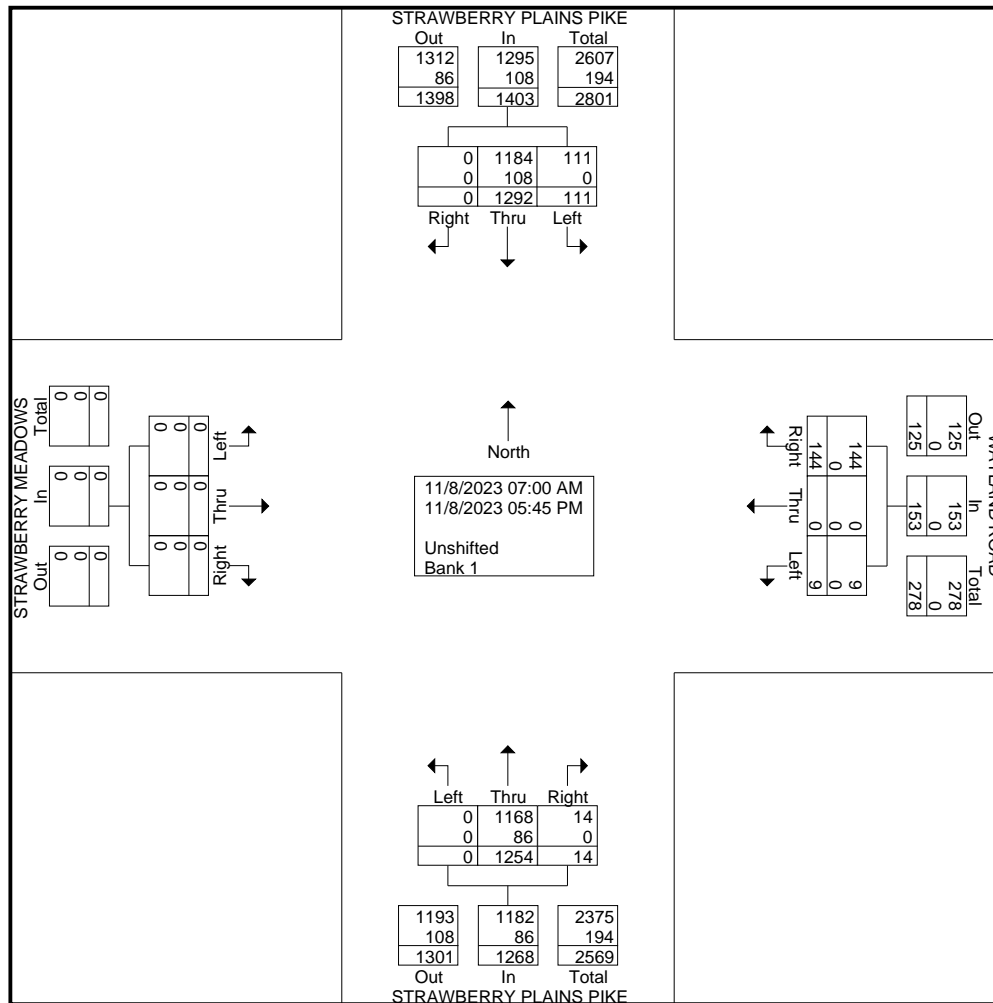 STRAWBERRY PLAINS PIKE
Out In Total
1312 1295 2607
86 108 194
1398 1403 2801
0 1184 111
0 108 0
0 1292 111
Right Thru Left
STRAWBERRY MEADOWS
Total In Out
0 0 0
0 0 0
0 0 0
Left Thru Right
0 0 0
0 0 0
0 0 0
North
11/8/2023 07:00 AM
11/8/2023 05:45 PM
Unshifted
Bank 1
WAYLAND ROAD
Out In Total
125 153 278
0 0 0
125 153 278
144 0 9
0 0 0
144 0 9
Right Thru Left
Left Thru Right
0 1168 14
0 86 0
0 1254 14
1193 1182 2375
108 86 194
1301 1268 2569
Out In Total
STRAWBERRY PLAINS PIKE